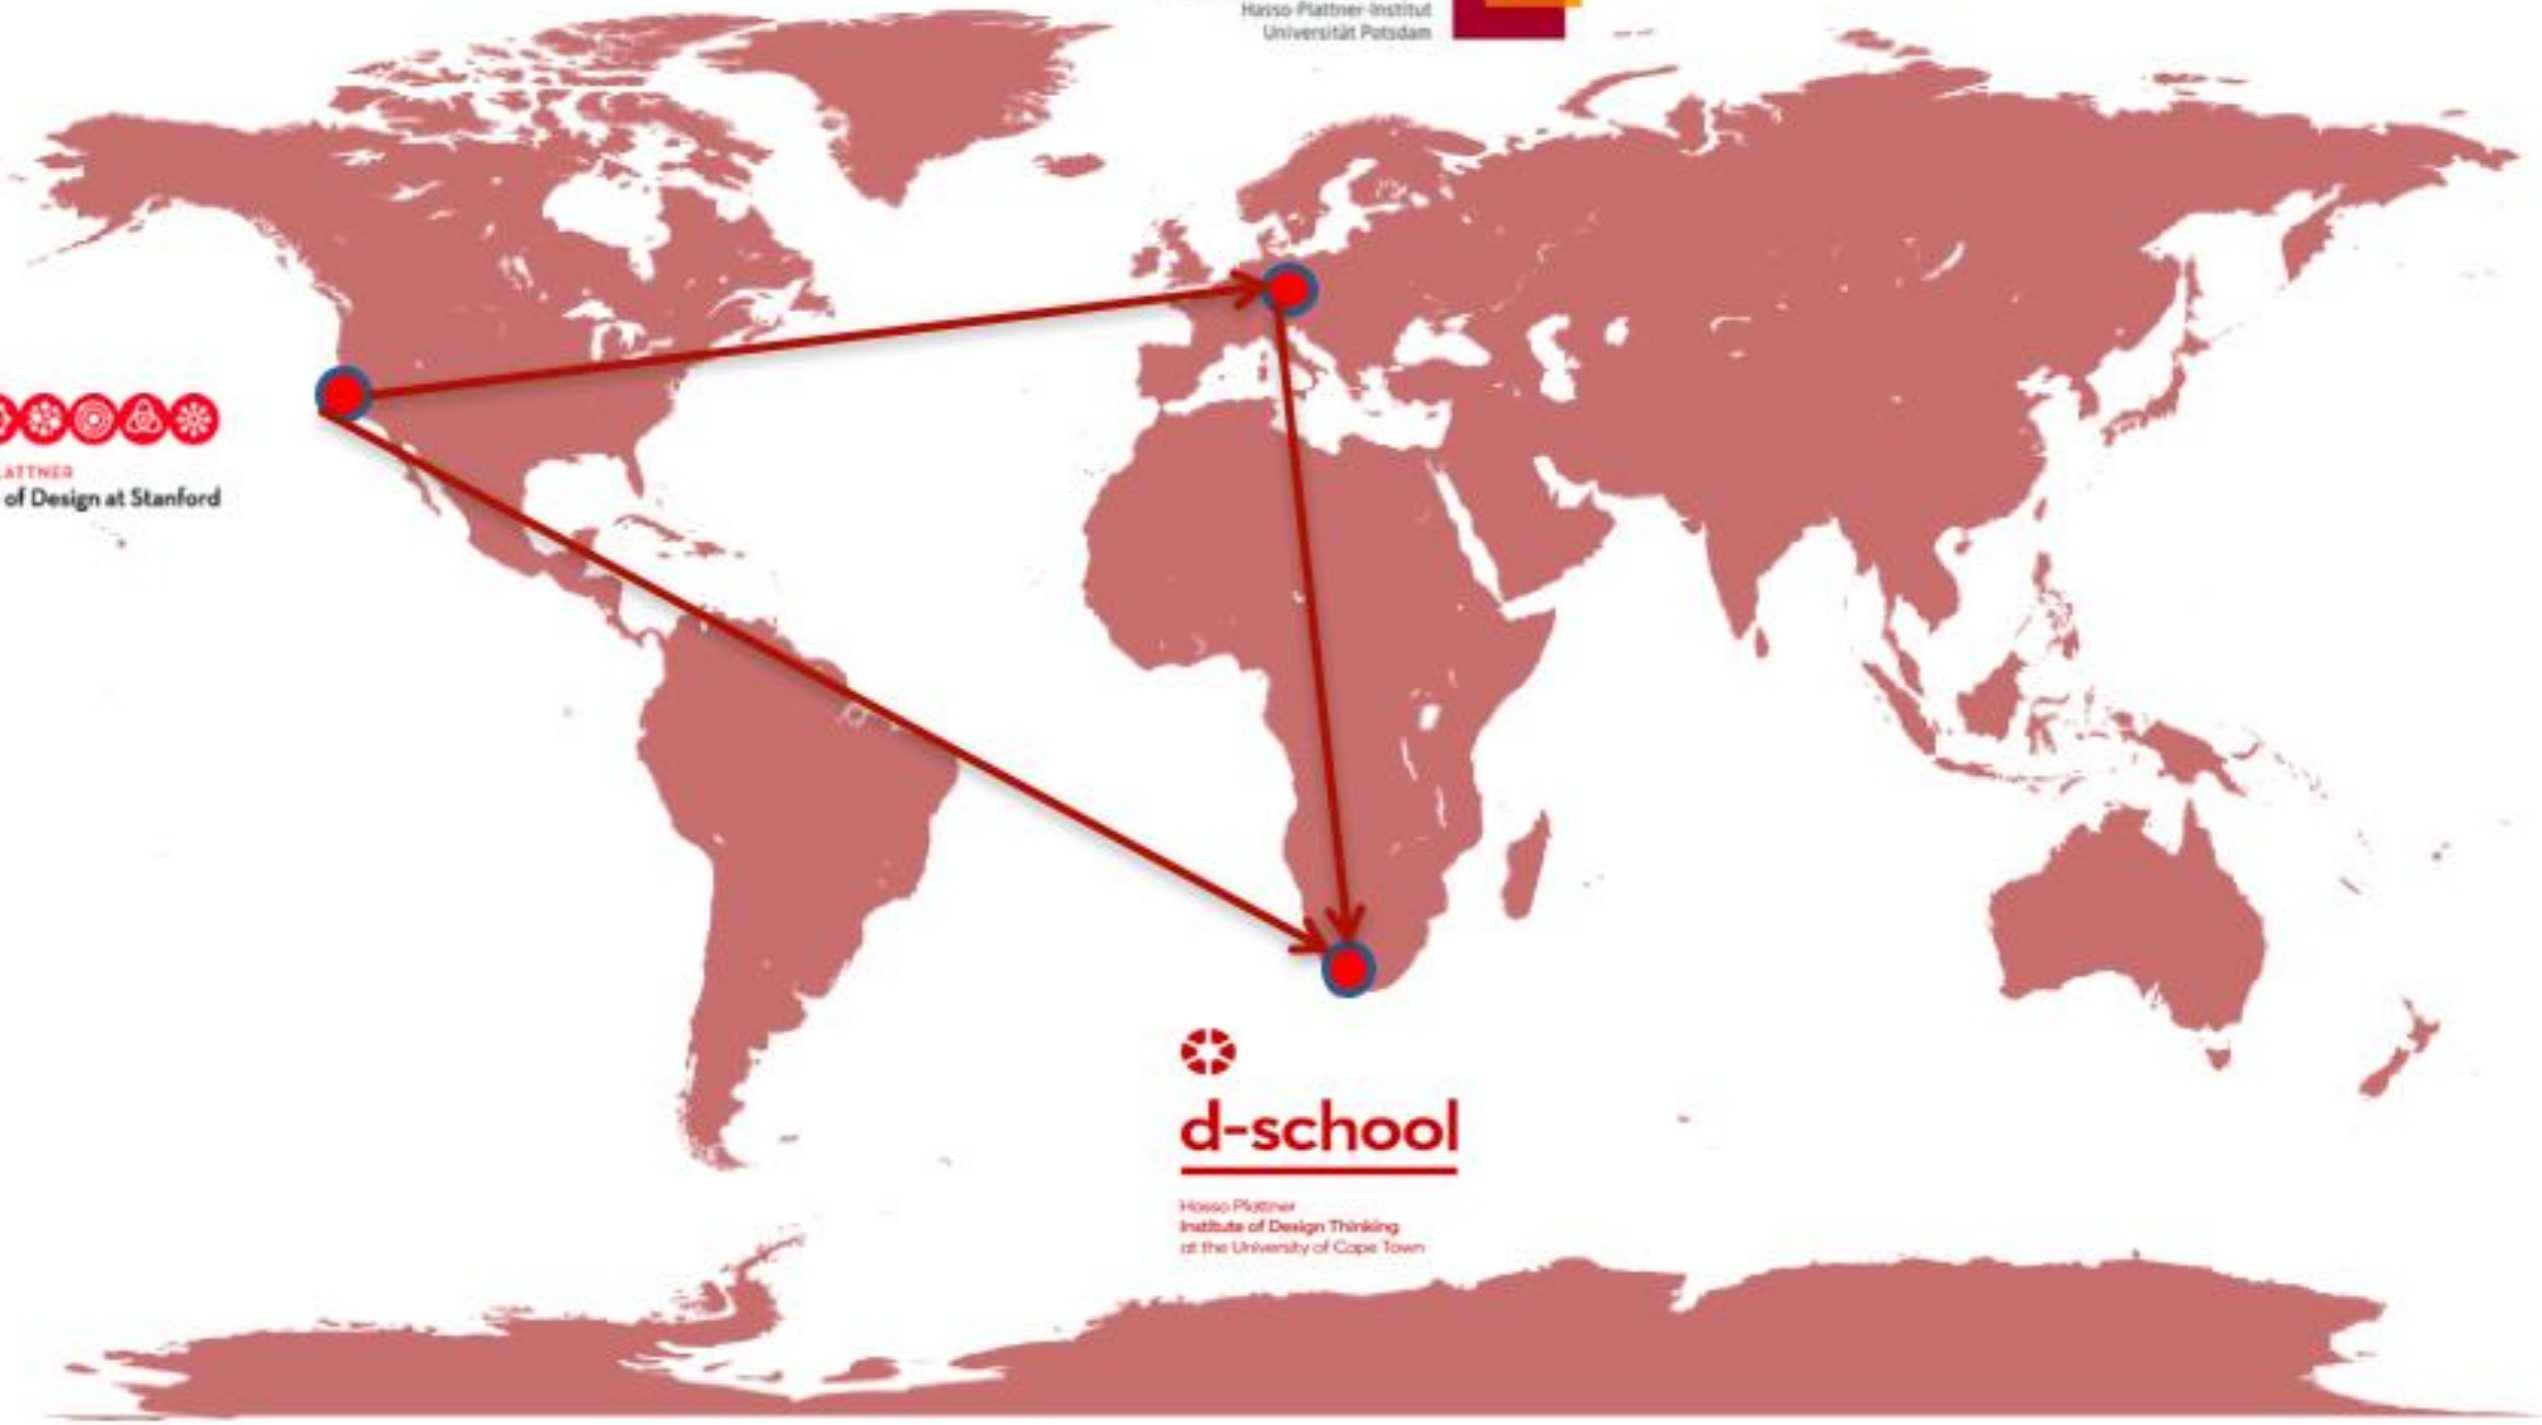 Hasso-Plattner-Institut
Universität Potsdam
LATTNER
of Design at Stanford
d-school
Hasso Plattner
Institute of Design Thinking
at the University of Cape Town